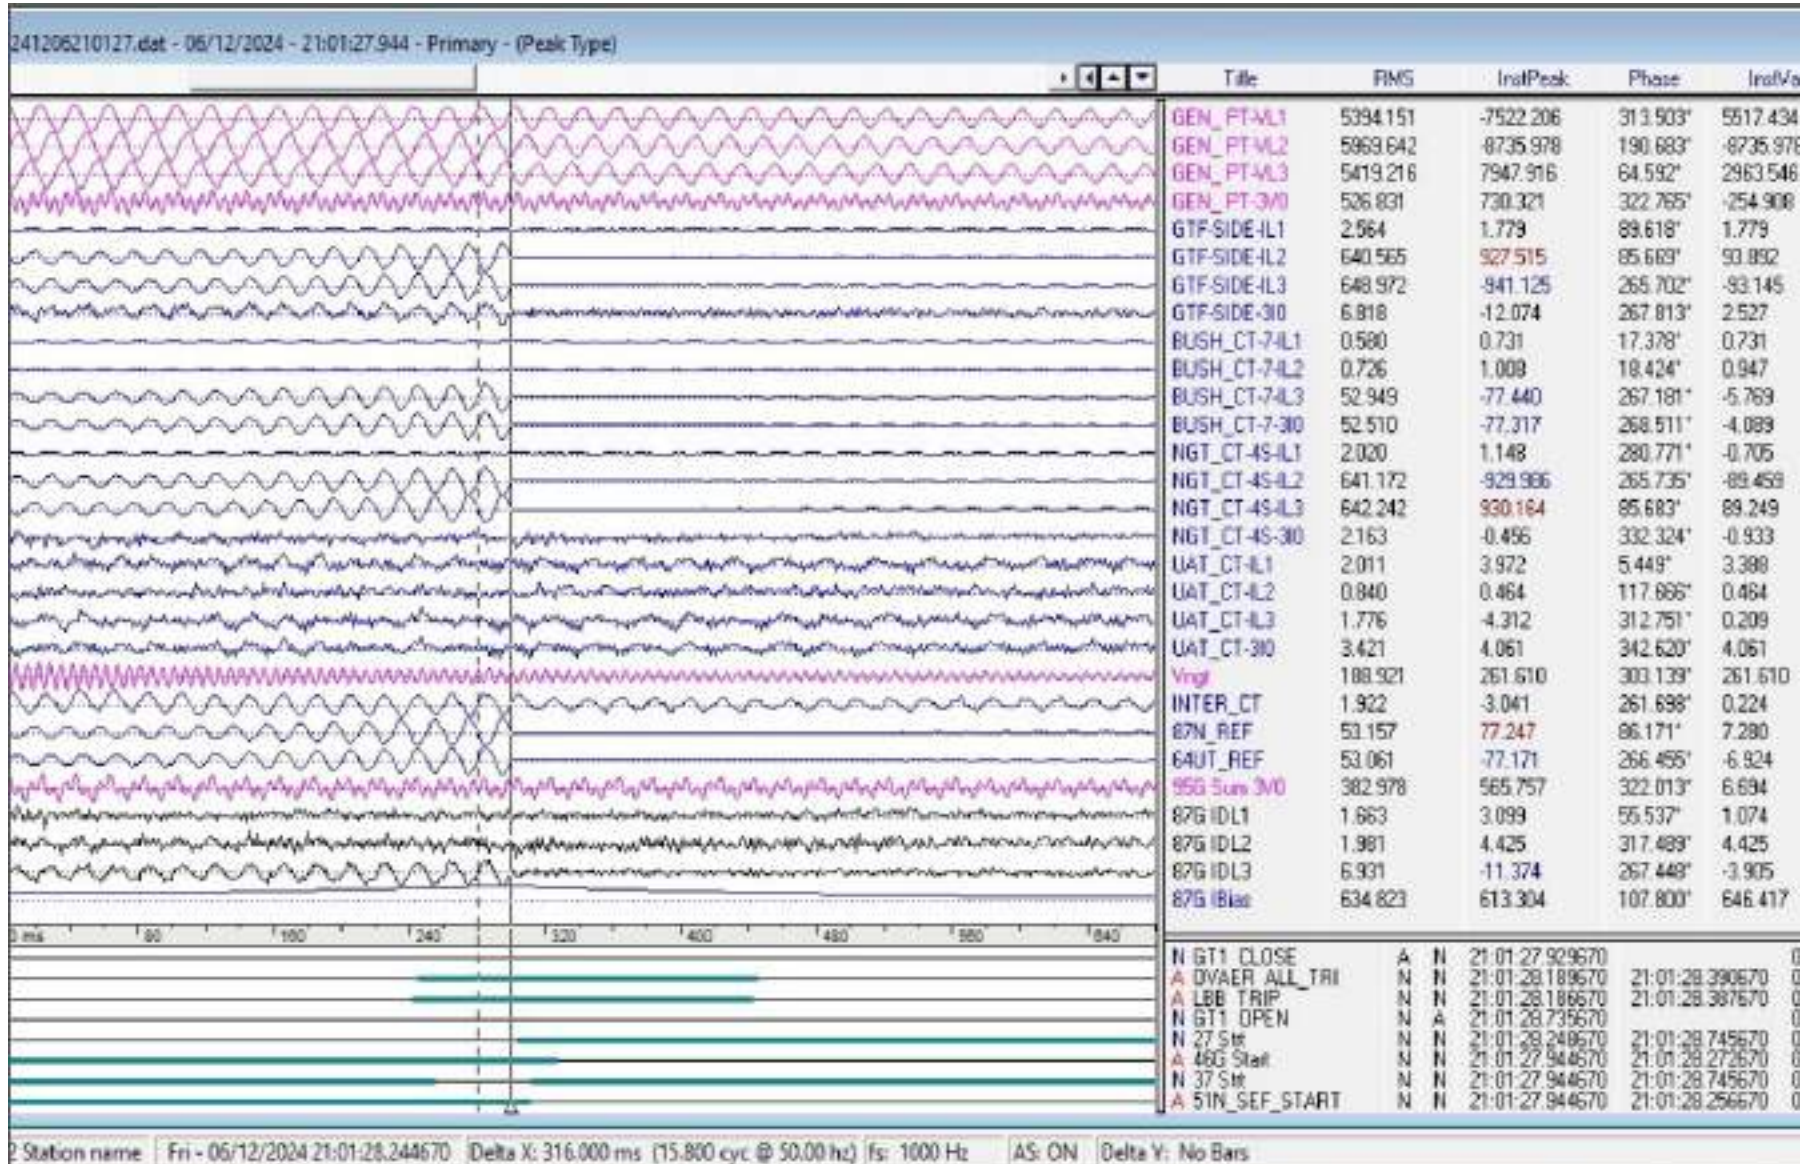 241206210127.dat - 06/12/2024 - 21:01:27.944 - Primary - (Peak Type)
Title RMS InstPeak Phase InstVa
GEN_PT-VL1 5394.151 -7522.206 313.503° 5517.434
GEN_PT-VL2 5969.642 -8735.978 190.683° -8735.978
GEN_PT-VL3 5419.216 7947.916 64.592° 2963.546
GEN_PT-3V0 526.831 730.321 322.765° -254.908
GTF-SIDE-IL1 2.564 1.779 89.618° 1.779
GTF-SIDE-IL2 640.565 927.515 85.669° 93.892
GTF-SIDE-IL3 648.972 -941.125 265.702° -93.145
GTF-SIDE-3I0 6.818 -12.074 267.813° 2.527
BUSH_CT-7-IL1 0.580 0.731 17.378° 0.731
BUSH_CT-7-IL2 0.726 1.008 18.424° 0.947
BUSH_CT-7-IL3 52.949 -77.440 267.181° -5.769
BUSH_CT-7-3I0 52.510 -77.317 268.511° -4.089
NGT_CT-4S-IL1 2.020 1.148 280.771° -0.705
NGT_CT-4S-IL2 641.172 -929.986 265.735° -89.459
NGT_CT-4S-IL3 642.242 930.164 85.683° 89.249
NGT_CT-4S-3I0 2.163 -0.456 332.324° -0.933
UAT_CT-IL1 2.011 3.972 5.449° 3.388
UAT_CT-IL2 0.840 0.464 117.666° 0.464
UAT_CT-IL3 1.776 -4.312 312.751° 0.209
UAT_CT-3I0 3.421 4.061 342.620° 4.061
Vngt 188.921 261.610 303.139° 261.610
INTER_CT 1.922 -3.041 261.698° 0.224
87N_REF 53.157 77.247 86.171° 7.280
64UT_REF 53.061 -77.171 266.455° -6.924
95G Sum 3V0 382.978 565.757 322.013° 6.694
87G IDL1 1.663 3.099 55.537° 1.074
87G IDL2 1.981 4.425 317.489° 4.425
87G IDL3 6.931 -11.374 267.448° -3.905
87G IBias 634.823 613.304 107.800° 646.417
0 ms 80 160 240 320 400 480 560 640
N GT1 CLOSE A N 21:01:27.929670 0
A OVAER ALL_TRI N N 21:01:28.189670 21:01:28.390670 0
A LBB TRIP N N 21:01:28.186670 21:01:28.387670 0
N GT1 OPEN N A 21:01:28.735670 0
N 27 Strt N N 21:01:28.248670 21:01:28.745670 0
A 46G Start N N 21:01:27.944670 21:01:28.272670 0
N 37 Strt N N 21:01:27.944670 21:01:28.745670 0
A 51N_SEF_START N N 21:01:27.944670 21:01:28.256670 0
2 Station name Fri - 06/12/2024 21:01:28.244670 Delta X: 316.000 ms (15.800 cyc @ 50.00 hz) fs: 1000 Hz AS: ON Delta Y: No Bars